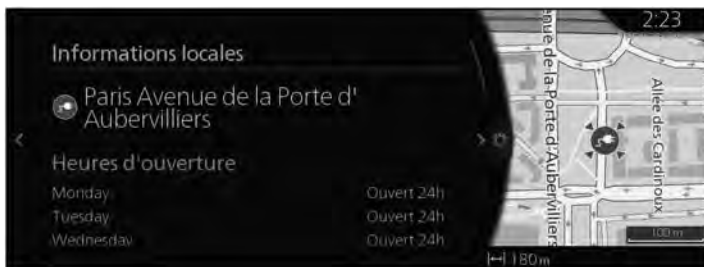 2:23
Informations locales
Paris Avenue de la Porte d'
Aubervilliers
Heures d'ouverture
Monday Ouvert 24h
Tuesday Ouvert 24h
Wednesday Ouvert 24h
nue de la Porte d'Aubervilliers
Allée des Cardinoux
100 m
80 m